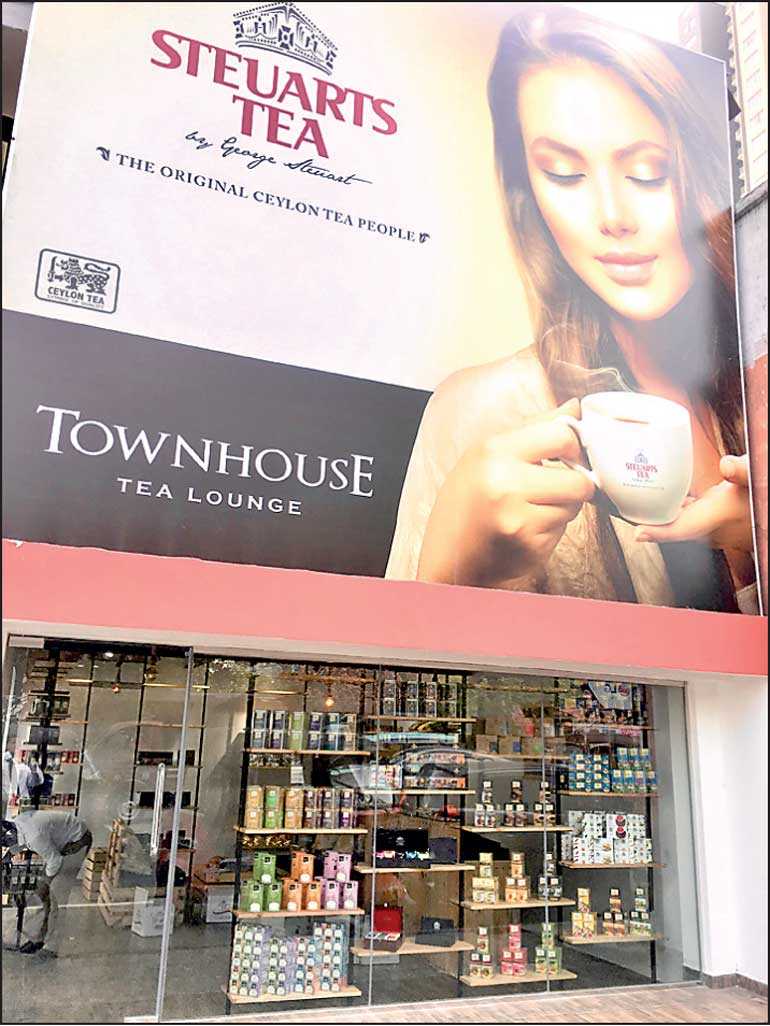 STEUARTS
TEA
by George Steuart
THE ORIGINAL CEYLON TEA PEOPLE
CEYLON TEA
TOWNHOUSE
TEA LOUNGE
STEUARTS
TEA